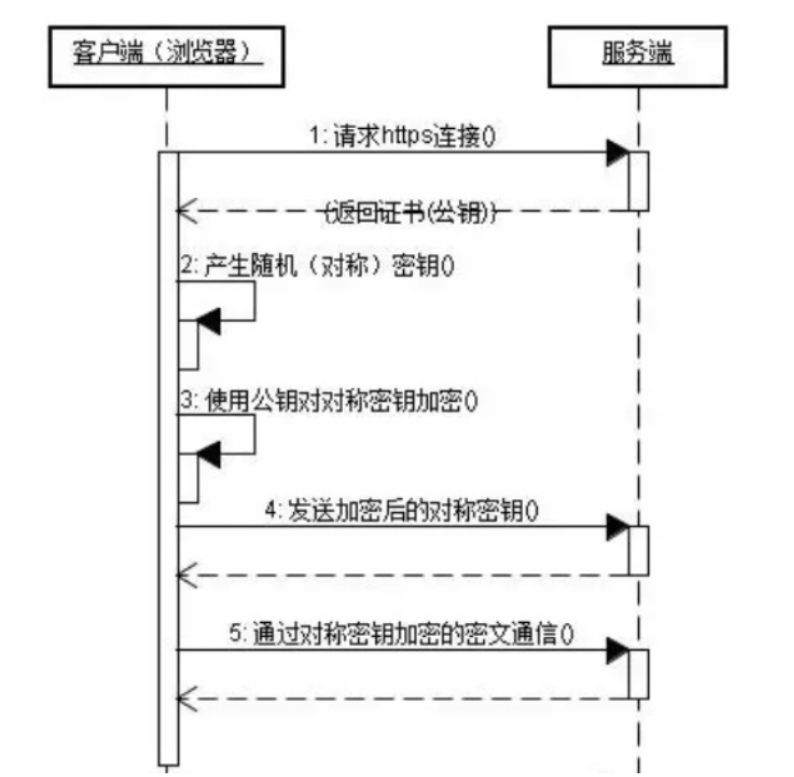 客户端（浏览器）
服务端
1: 请求https连接()
{返回证书(公钥)}
2: 产生随机（对称）密钥()
3: 使用公钥对对称密钥加密()
4: 发送加密后的对称密钥()
5: 通过对称密钥加密的密文通信()